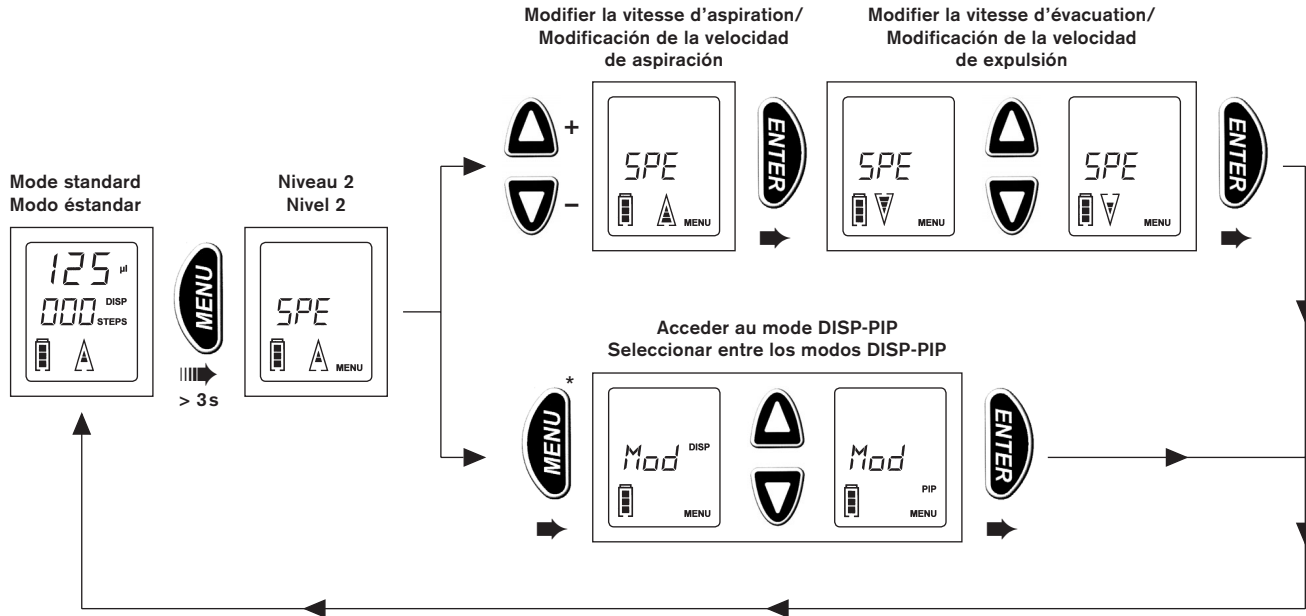 Modifier la vitesse d'aspiration/
Modificación de la velocidad
de aspiración
Modifier la vitesse d'évacuation/
Modificación de la velocidad
de expulsión
+
–
SPE
MENU
ENTER
SPE
MENU
SPE
MENU
ENTER
Mode standard
Modo éstandar
125 µl
000 DISP
STEPS
MENU
> 3s
Niveau 2
Nivel 2
SPE
MENU
Acceder au mode DISP-PIP
Seleccionar entre los modos DISP-PIP
MENU *
Mod DISP
MENU
Mod
PIP
MENU
ENTER